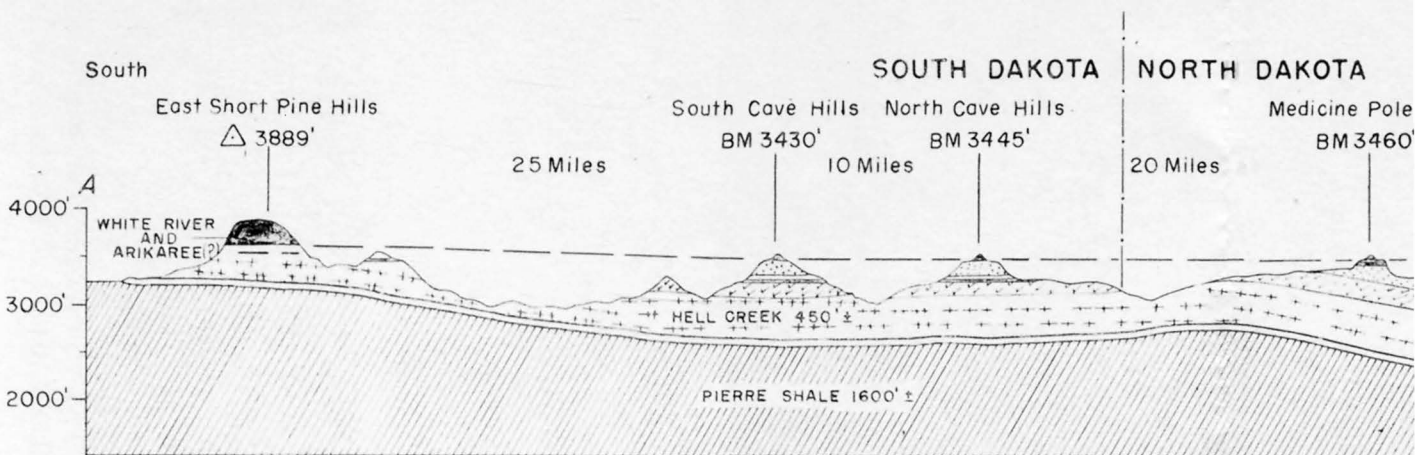 South
SOUTH DAKOTA
NORTH DAKOTA
East Short Pine Hills
South Cave Hills
North Cave Hills
Medicine Pole
3889'
BM 3430'
BM 3445'
BM 3460'
25 Miles
10 Miles
20 Miles
A
4000'
WHITE RIVER
AND
ARIKAREE(?)
3000'
HELL CREEK 450' ±
2000'
PIERRE SHALE 1600' ±